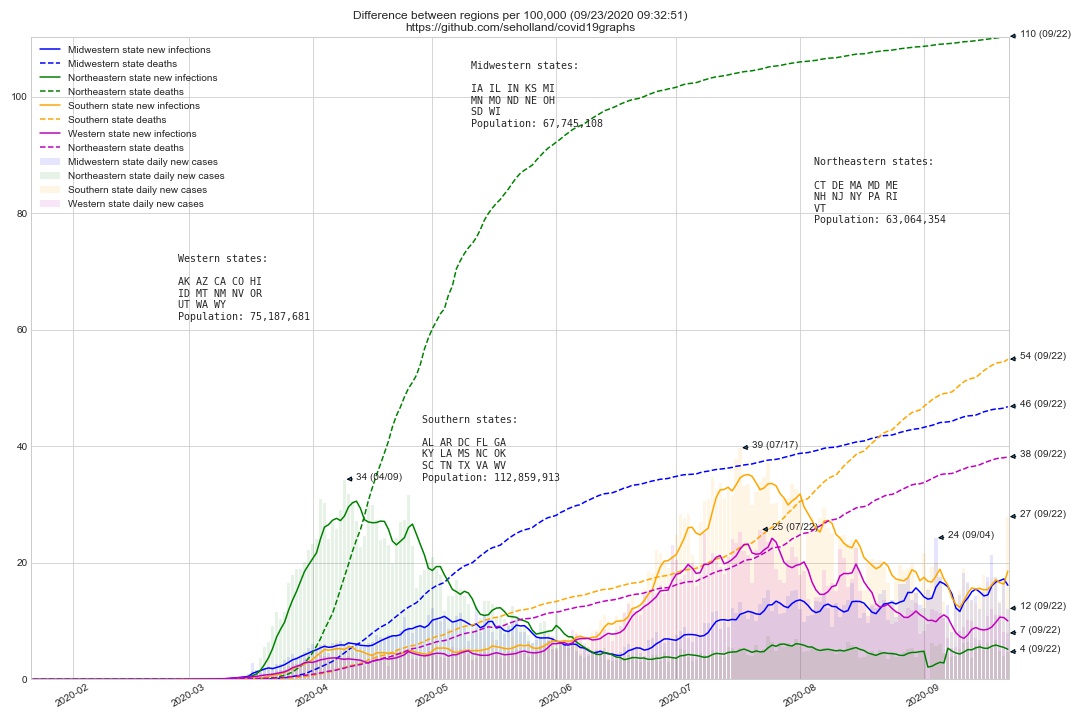 Difference between regions per 100,000 (09/23/2020 09:32:51)
https://github.com/seholland/covid19graphs
Midwestern state new infections
Midwestern state deaths
Northeastern state new infections
Northeastern state deaths
Southern state new infections
Southern state deaths
Western state new infections
Northeastern state deaths
Midwestern state daily new cases
Northeastern state daily new cases
Southern state daily new cases
Western state daily new cases
Midwestern states:
IA IL IN KS MI
MN MO ND NE OH
SD WI
Population: 67,745,108
Northeastern states:
CT DE MA MD ME
NH NJ NY PA RI
VT
Population: 63,064,354
Western states:
AK AZ CA CO HI
ID MT NM NV OR
UT WA WY
Population: 75,187,681
Southern states:
AL AR DC FL GA
KY LA MS NC OK
SC TN TX VA WV
Population: 112,859,913
34 (04/09)
39 (07/17)
25 (07/22)
24 (09/04)
110 (09/22)
54 (09/22)
46 (09/22)
38 (09/22)
27 (09/22)
12 (09/22)
7 (09/22)
4 (09/22)
100
80
60
40
20
0
2020-02
2020-03
2020-04
2020-05
2020-06
2020-07
2020-08
2020-09